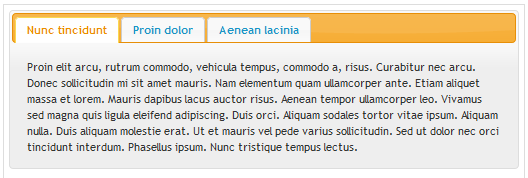 Nunc tincidunt Proin dolor Aenean lacinia
Proin elit arcu, rutrum commodo, vehicula tempus, commodo a, risus. Curabitur nec arcu.
Donec sollicitudin mi sit amet mauris. Nam elementum quam ullamcorper ante. Etiam aliquet
massa et lorem. Mauris dapibus lacus auctor risus. Aenean tempor ullamcorper leo. Vivamus
sed magna quis ligula eleifend adipiscing. Duis orci. Aliquam sodales tortor vitae ipsum. Aliquam
nulla. Duis aliquam molestie erat. Ut et mauris vel pede varius sollicitudin. Sed ut dolor nec orci
tincidunt interdum. Phasellus ipsum. Nunc tristique tempus lectus.